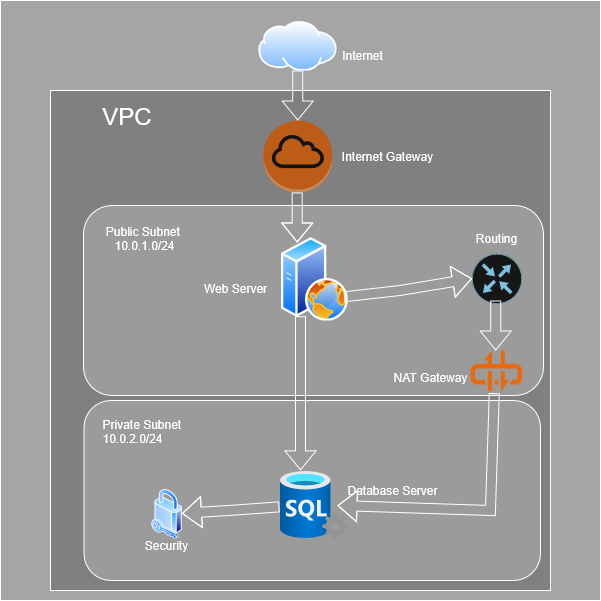 Internet
VPC
Internet Gateway
Public Subnet
10.0.1.0/24
Routing
Web Server
NAT Gateway
Private Subnet
10.0.2.0/24
Database Server
SQL
Security